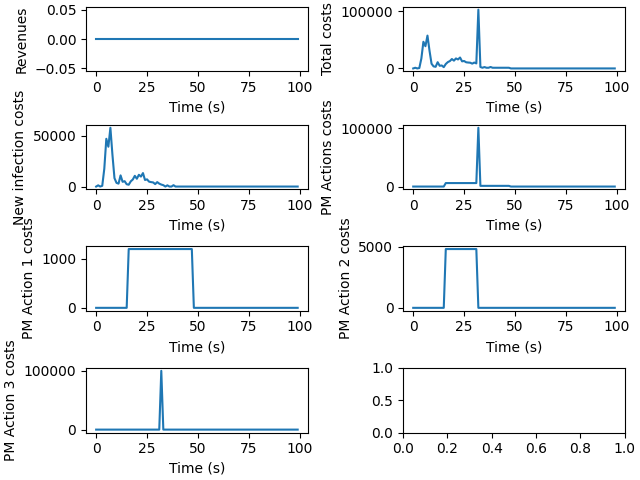 Revenues
0.05
0.00
−0.05
0 25 50 75 100
Time (s)
Total costs
100000
0
0 25 50 75 100
Time (s)
New infection costs
50000
0
0 25 50 75 100
Time (s)
PM Actions costs
100000
0
0 25 50 75 100
Time (s)
PM Action 1 costs
1000
0
0 25 50 75 100
Time (s)
PM Action 2 costs
5000
0
0 25 50 75 100
Time (s)
PM Action 3 costs
100000
0
0 25 50 75 100
Time (s)
1.0
0.5
0.0
0.0 0.2 0.4 0.6 0.8 1.0